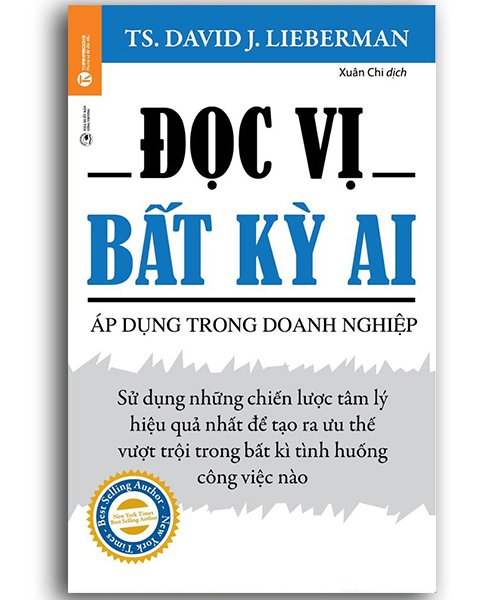 TS. DAVID J. LIEBERMAN
Xuân Chi dịch
ĐỌC VỊ
BẤT KỲ AI
ÁP DỤNG TRONG DOANH NGHIỆP
Sử dụng những chiến lược tâm lý
hiệu quả nhất để tạo ra ưu thế
vượt trội trong bất kì tình huống
công việc nào
Best Selling Author -
New York Times
Best Selling Author
New York Times -